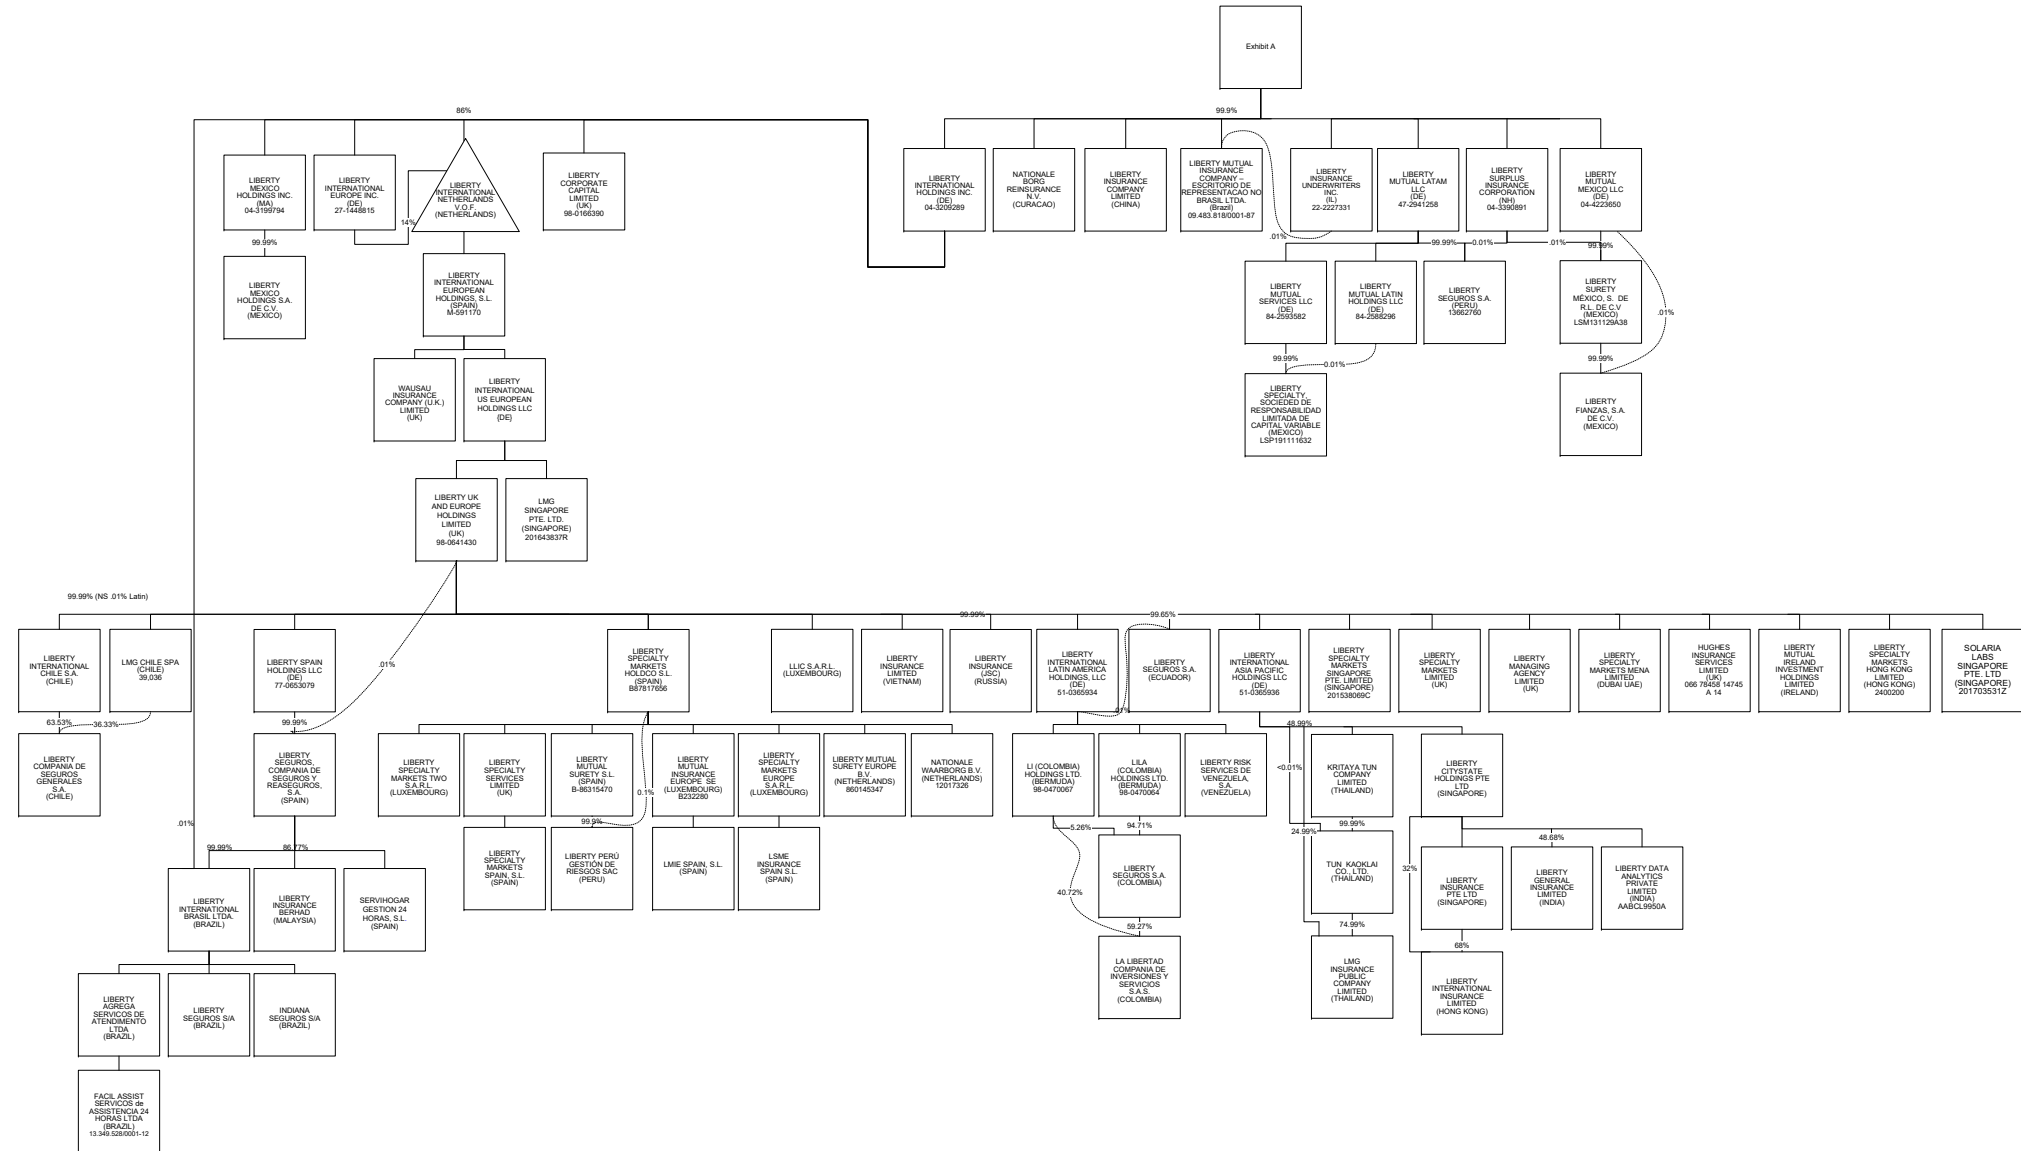 Exhibit A
86%
99.9%
LIBERTY
MEXICO
HOLDINGS INC.
(MA)
04-3199794
LIBERTY
INTERNATIONAL
EUROPE INC.
(DE)
27-1448815
LIBERTY
INTERNATIONAL
NETHERLANDS
V.O.F.
(NETHERLANDS)
LIBERTY
CORPORATE
CAPITAL
LIMITED
(UK)
98-0166390
LIBERTY
INTERNATIONAL
HOLDINGS INC.
(DE)
04-3209289
NATIONALE
BORG
REINSURANCE
N.V.
(CURACAO)
LIBERTY
INSURANCE
COMPANY
LIMITED
(CHINA)
LIBERTY MUTUAL
INSURANCE
COMPANY –
ESCRITORIO DE
REPRESENTACAO NO
BRASIL LTDA.
(Brazil)
09.483.818/0001-87
LIBERTY
INSURANCE
UNDERWRITERS
INC.
(IL)
22-2227331
LIBERTY
MUTUAL LATAM
LLC
(DE)
47-2941258
LIBERTY
SURPLUS
INSURANCE
CORPORATION
(NH)
04-3390891
LIBERTY
MUTUAL
MEXICO LLC
(DE)
04-4223650
14%
.01%
99.99%
99.99%
0.01%
.01%
99.99%
LIBERTY
MEXICO
HOLDINGS S.A.
DE C.V.
(MEXICO)
LIBERTY
INTERNATIONAL
EUROPEAN
HOLDINGS, S.L.
(SPAIN)
M-591170
LIBERTY
MUTUAL
SERVICES LLC
(DE)
84-2593582
LIBERTY
MUTUAL LATIN
HOLDINGS LLC
(DE)
84-2588296
LIBERTY
SEGUROS S.A.
(PERU)
13662760
LIBERTY
SURETY
MÉXICO, S. DE
R.L. DE C.V
(MEXICO)
LSM131129A38
.01%
99.99%
0.01%
99.99%
WAUSAU
INSURANCE
COMPANY (U.K.)
LIMITED
(UK)
LIBERTY
INTERNATIONAL
US EUROPEAN
HOLDINGS LLC
(DE)
LIBERTY
SPECIALTY,
SOCIEDED DE
RESPONSABILIDAD
LIMITADA DE
CAPITAL VARIABLE
(MEXICO)
LSP191111632
LIBERTY
FIANZAS, S.A.
DE C.V.
(MEXICO)
LIBERTY UK
AND EUROPE
HOLDINGS
LIMITED
(UK)
98-0641430
LMG
SINGAPORE
PTE. LTD.
(SINGAPORE)
201643837R
99.99% (NS .01% Latin)
99.99%
99.65%
LIBERTY
INTERNATIONAL
CHILE S.A.
(CHILE)
LMG CHILE SPA
(CHILE)
39,036
LIBERTY SPAIN
HOLDINGS LLC
(DE)
77-0653079
.01%
LIBERTY
SPECIALTY
MARKETS
HOLDCO S.L.
(SPAIN)
B87817656
LLIC S.A.R.L.
(LUXEMBOURG)
LIBERTY
INSURANCE
LIMITED
(VIETNAM)
LIBERTY
INSURANCE
(JSC)
(RUSSIA)
LIBERTY
INTERNATIONAL
LATIN AMERICA
HOLDINGS, LLC
(DE)
51-0365934
LIBERTY
SEGUROS S.A.
(ECUADOR)
LIBERTY
INTERNATIONAL
ASIA PACIFIC
HOLDINGS LLC
(DE)
51-0365936
LIBERTY
SPECIALTY
MARKETS
SINGAPORE
PTE. LIMITED
(SINGAPORE)
2015380069C
LIBERTY
SPECIALTY
MARKETS
LIMITED
(UK)
LIBERTY
MANAGING
AGENCY
LIMITED
(UK)
LIBERTY
SPECIALTY
MARKETS MENA
LIMITED
(DUBAI UAE)
HUGHES
INSURANCE
SERVICES
LIMITED
(UK)
066 78458 14745
A 14
LIBERTY
MUTUAL
IRELAND
INVESTMENT
HOLDINGS
LIMITED
(IRELAND)
LIBERTY
SPECIALTY
MARKETS
HONG KONG
LIMITED
(HONG KONG)
2400200
SOLARIA
LABS
SINGAPORE
PTE. LTD
(SINGAPORE)
201703531Z
63.53%
36.33%
99.99%
.01%
48.99%
LIBERTY
COMPANIA DE
SEGUROS
GENERALES
S.A.
(CHILE)
LIBERTY
SEGUROS,
COMPANIA DE
SEGUROS Y
REASEGUROS,
S.A.
(SPAIN)
LIBERTY
SPECIALTY
MARKETS TWO
S.A.R.L.
(LUXEMBOURG)
LIBERTY
SPECIALTY
SERVICES
LIMITED
(UK)
LIBERTY
MUTUAL
SURETY S.L.
(SPAIN)
B-86315470
0.1%
LIBERTY
MUTUAL
INSURANCE
EUROPE SE
(LUXEMBOURG)
B232280
LIBERTY
SPECIALTY
MARKETS
EUROPE
S.A.R.L.
(LUXEMBOURG)
LIBERTY MUTUAL
SURETY EUROPE
B.V.
(NETHERLANDS)
860145347
NATIONALE
WAARBORG B.V.
(NETHERLANDS)
12017326
LI (COLOMBIA)
HOLDINGS LTD.
(BERMUDA)
98-0470067
LILA
(COLOMBIA)
HOLDINGS LTD.
(BERMUDA)
98-0470064
LIBERTY RISK
SERVICES DE
VENEZUELA,
S.A.
(VENEZUELA)
<0.01%
KRITAYA TUN
COMPANY
LIMITED
(THAILAND)
LIBERTY
CITYSTATE
HOLDINGS PTE
LTD
(SINGAPORE)
.01%
99.99%
86.77%
99.9%
5.26%
94.71%
24.99%
99.99%
32%
48.68%
LIBERTY
INTERNATIONAL
BRASIL LTDA.
(BRAZIL)
LIBERTY
INSURANCE
BERHAD
(MALAYSIA)
SERVIHOGAR
GESTION 24
HORAS, S.L.
(SPAIN)
LIBERTY
SPECIALTY
MARKETS
SPAIN, S.L.
(SPAIN)
LIBERTY PERÚ
GESTIÓN DE
RIESGOS SAC
(PERU)
LMIE SPAIN, S.L.
(SPAIN)
LSME
INSURANCE
SPAIN S.L.
(SPAIN)
40.72%
LIBERTY
SEGUROS S.A.
(COLOMBIA)
TUN KAOKLAI
CO., LTD.
(THAILAND)
LIBERTY
INSURANCE
PTE LTD
(SINGAPORE)
LIBERTY
GENERAL
INSURANCE
LIMITED
(INDIA)
LIBERTY DATA
ANALYTICS
PRIVATE
LIMITED
(INDIA)
AABCL9950A
59.27%
74.99%
68%
LIBERTY
AGREGA
SERVICOS DE
ATENDIMENTO
LTDA
(BRAZIL)
LIBERTY
SEGUROS S/A
(BRAZIL)
INDIANA
SEGUROS S/A
(BRAZIL)
LA LIBERTAD
COMPANIA DE
INVERSIONES Y
SERVICIOS
S.A.S.
(COLOMBIA)
LMG
INSURANCE
PUBLIC
COMPANY
LIMITED
(THAILAND)
LIBERTY
INTERNATIONAL
INSURANCE
LIMITED
(HONG KONG)
FACIL ASSIST
SERVICOS de
ASSISTENCIA 24
HORAS LTDA
(BRAZIL)
13.349.528/0001-12